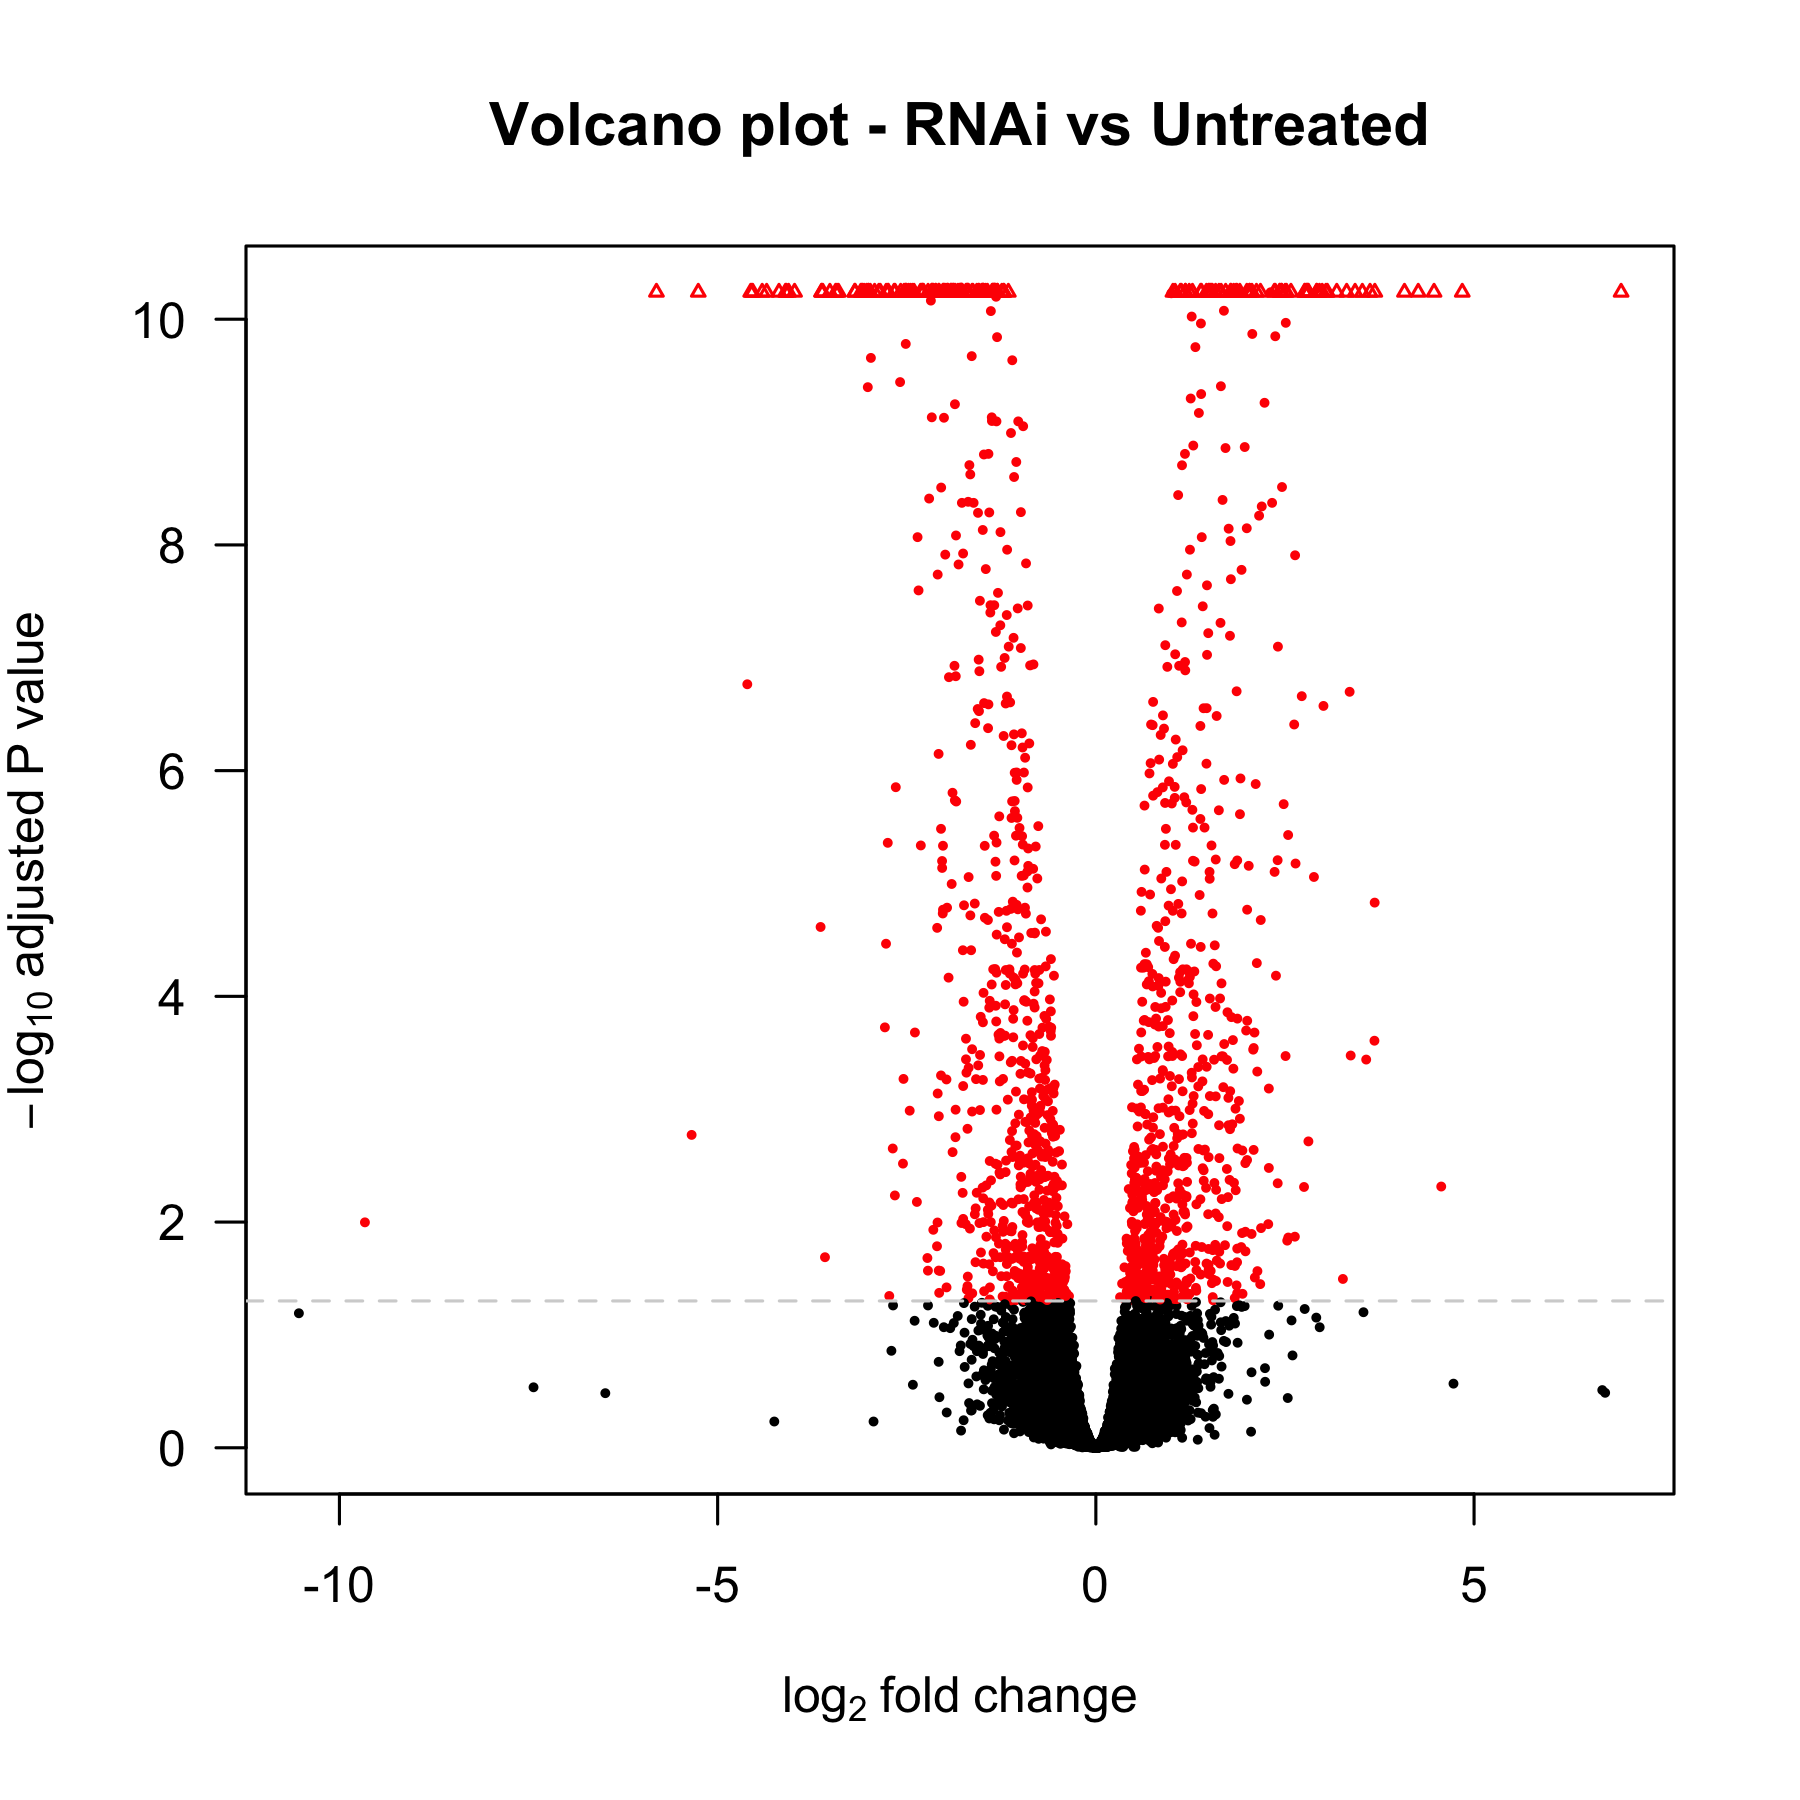 Volcano plot - RNAi vs Untreated
10
8
6
4
2
0
−log₁₀ adjusted P value
-10 -5 0 5
log₂ fold change